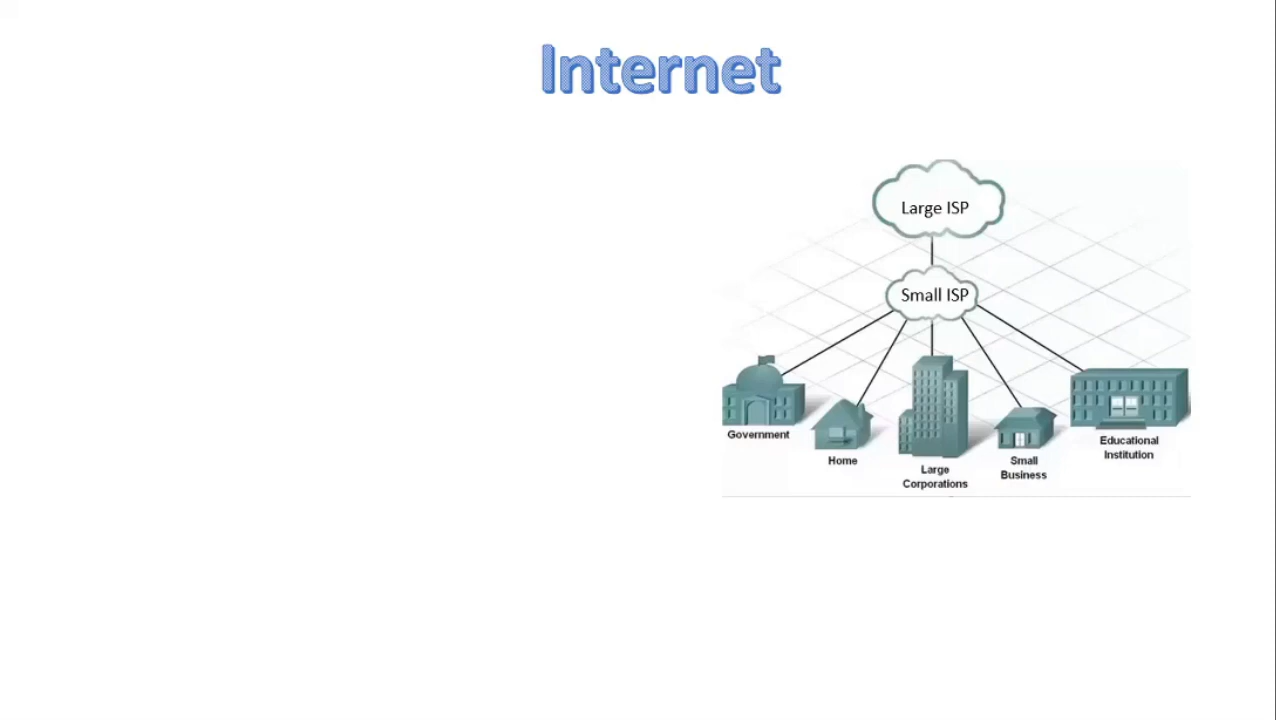 Internet
Large ISP
Small ISP
Government
Home
Large
Corporations
Small
Business
Educational
Institution